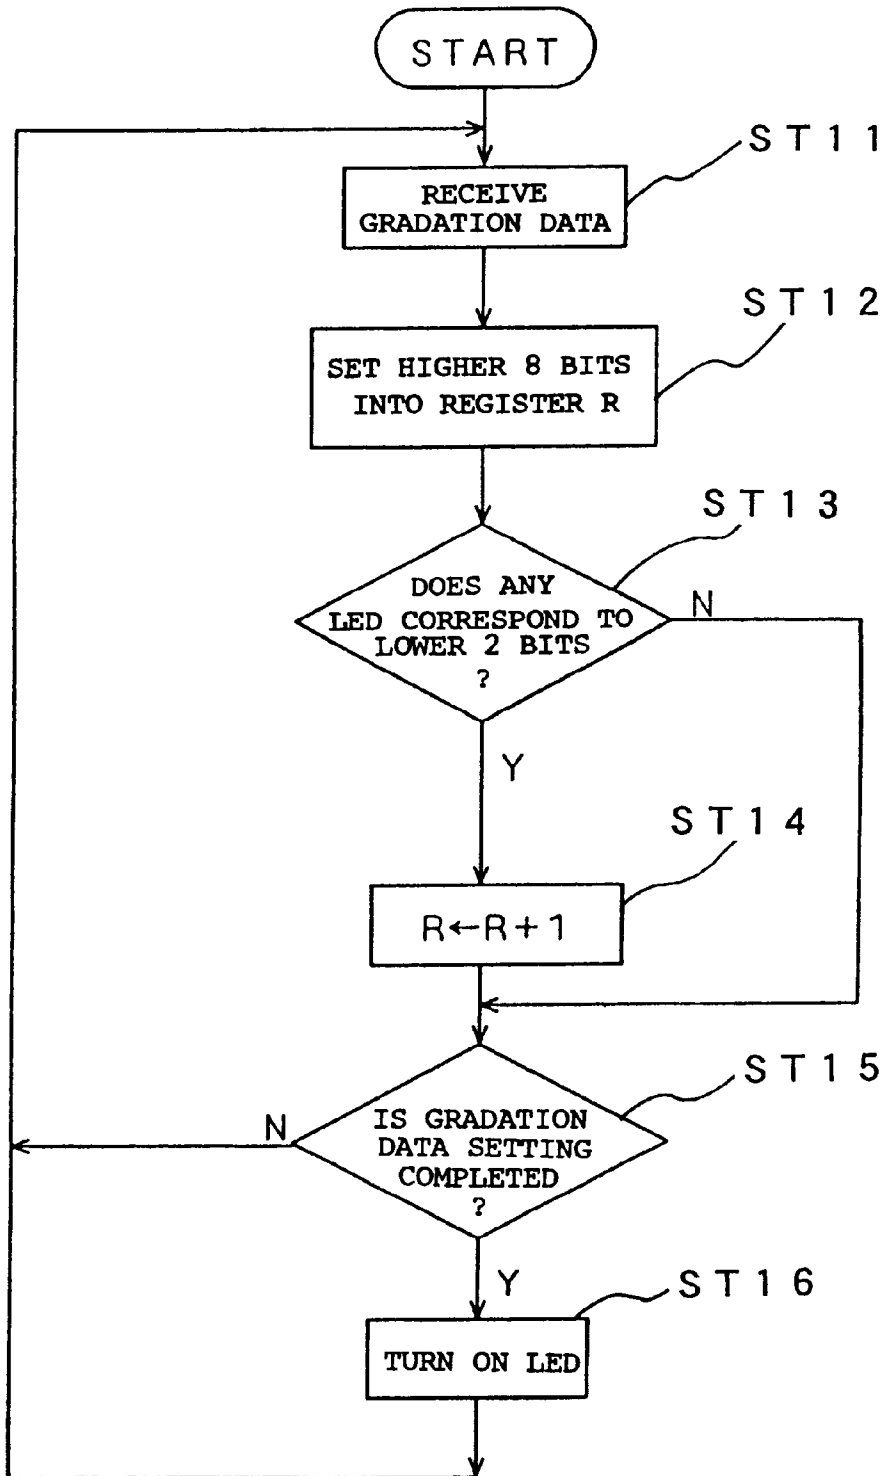 START
ST11
RECEIVE
GRADATION DATA
ST12
SET HIGHER 8 BITS
INTO REGISTER R
ST13
DOES ANY
LED CORRESPOND TO
LOWER 2 BITS
?
N
Y
ST14
R←R+1
ST15
IS GRADATION
DATA SETTING
COMPLETED
?
N
Y
ST16
TURN ON LED